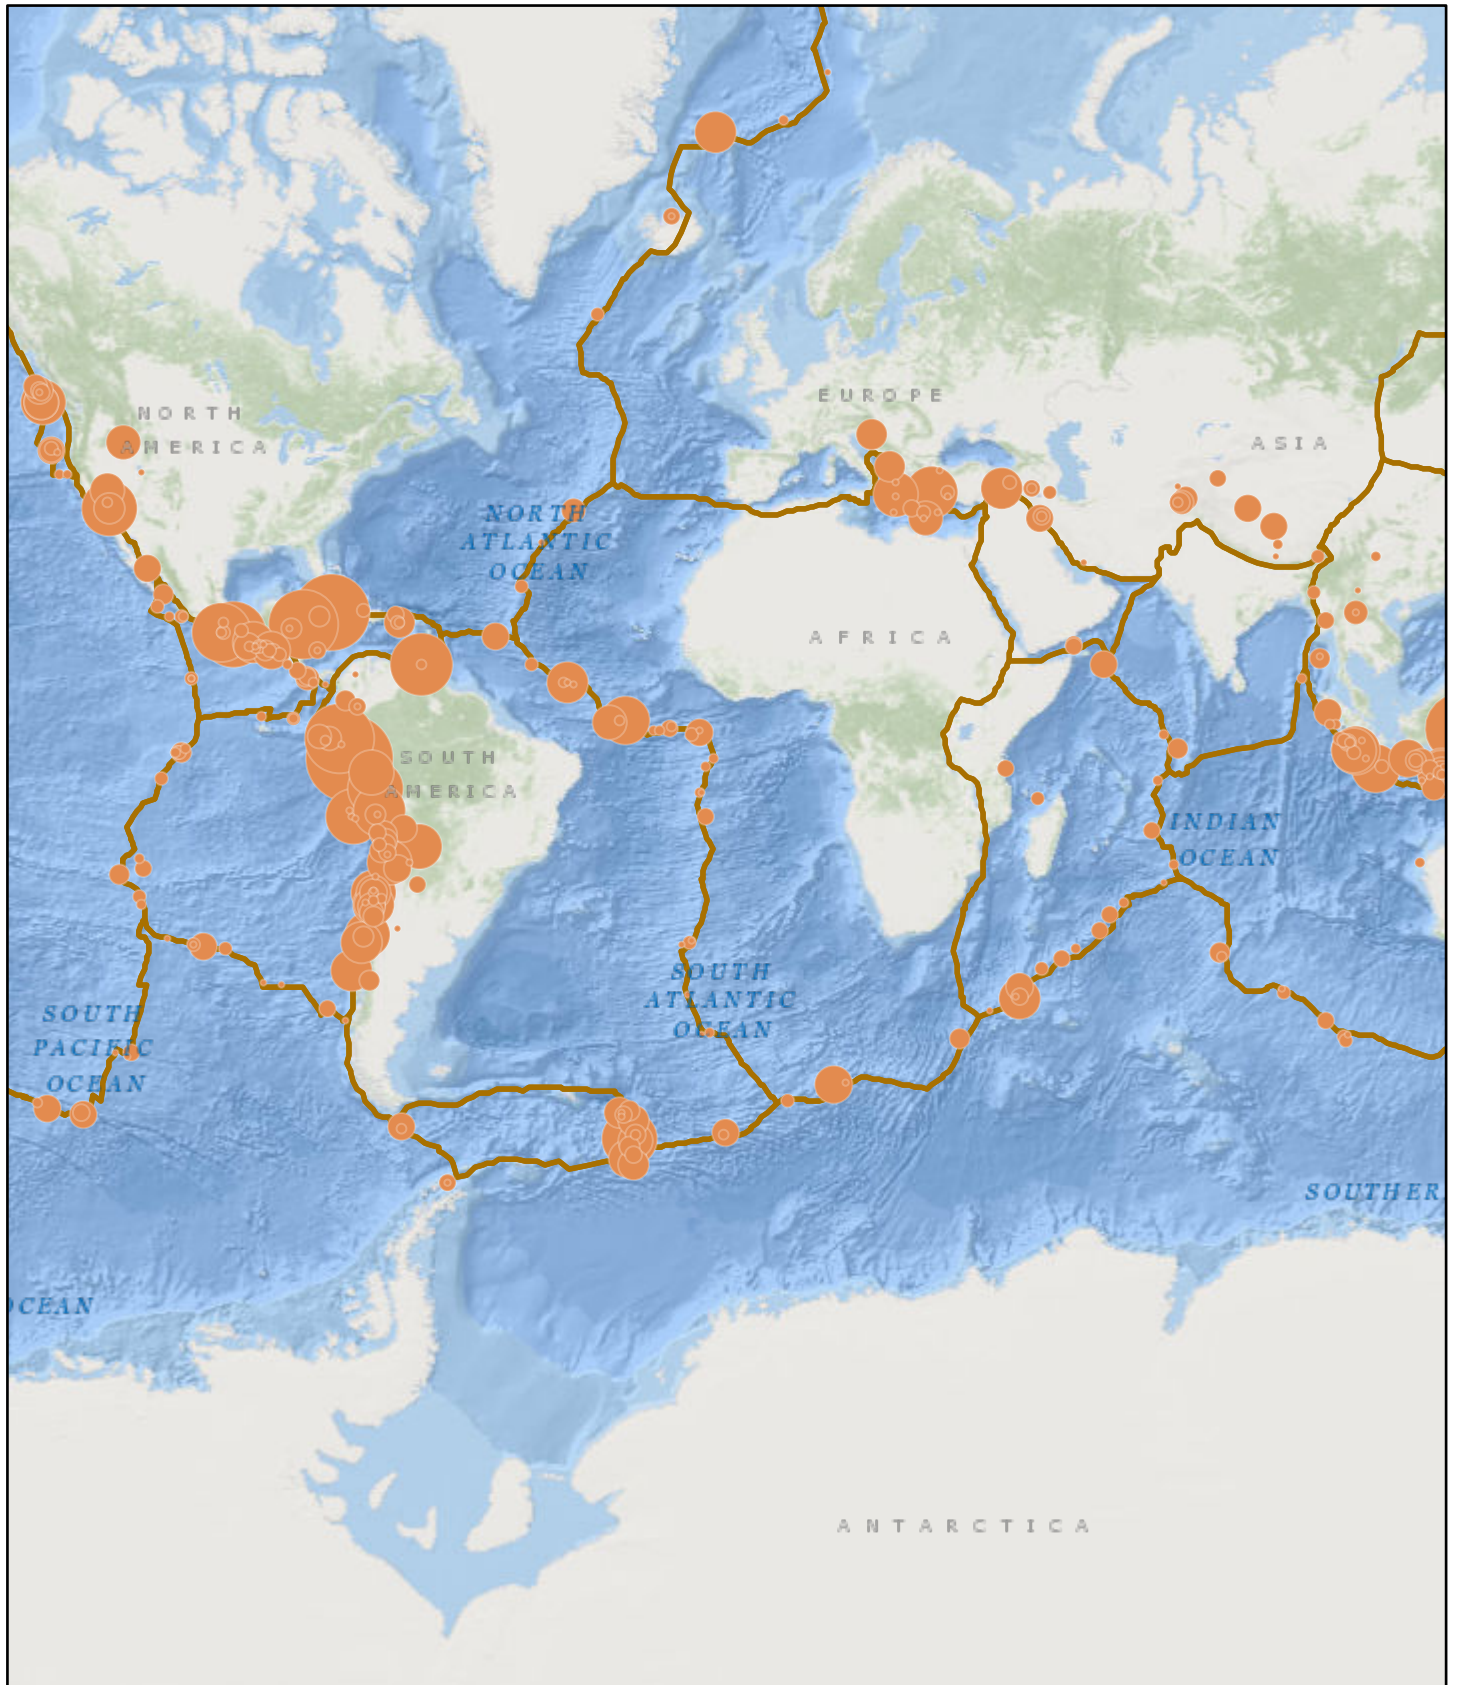 EUROPE
NORTH
AMERICA
ASIA
NORTH
ATLANTIC
OCEAN
AFRICA
SOUTH
AMERICA
INDIAN
OCEAN
SOUTH
ATLANTIC
OCEAN
SOUTH
PACIFIC
OCEAN
SOUTHER
OCEAN
ANTARCTICA